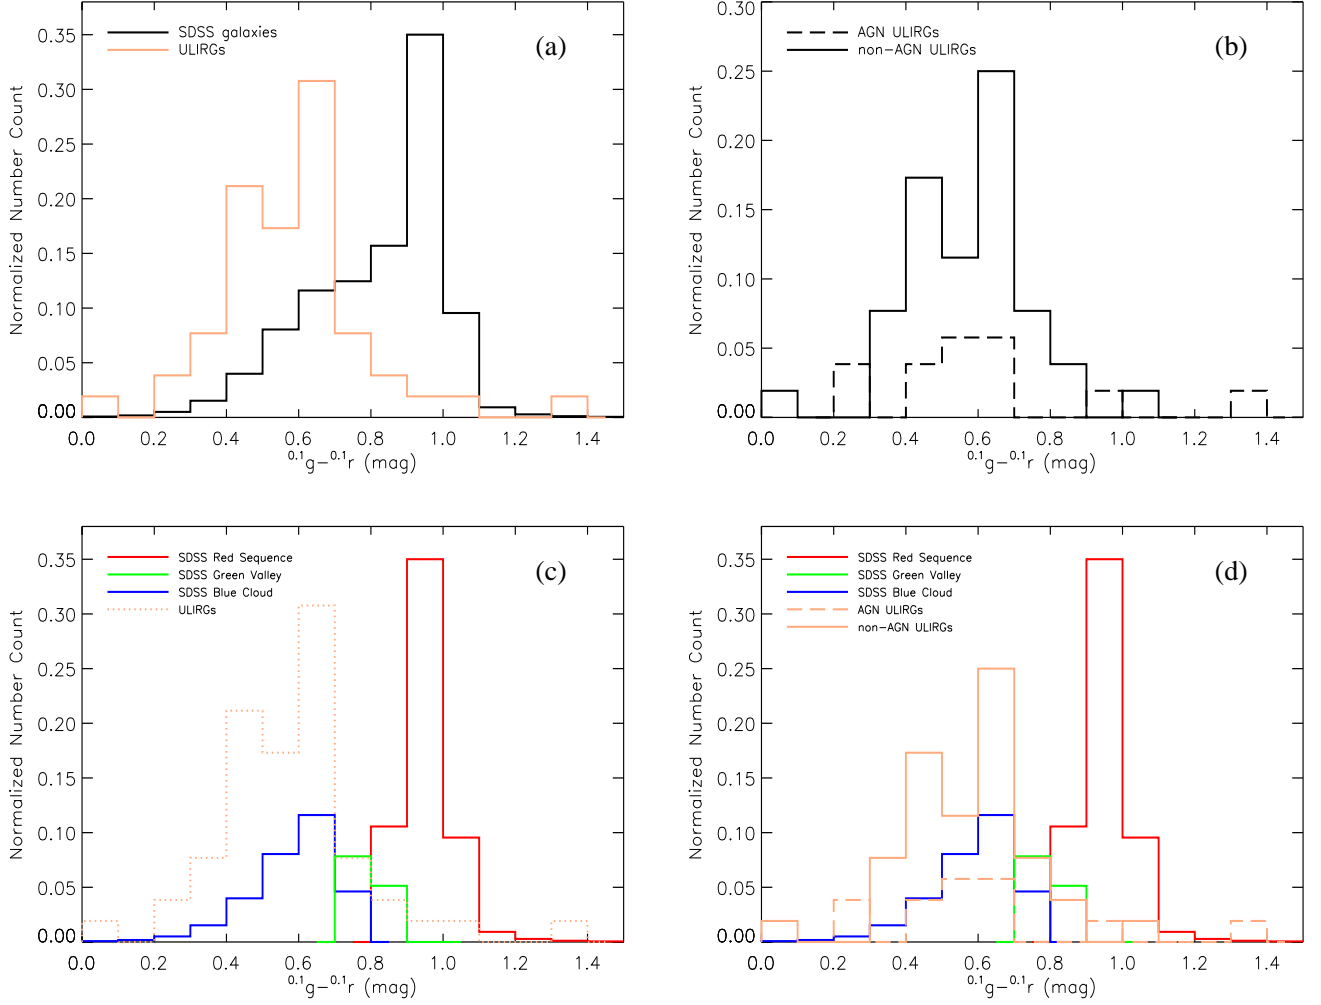 SDSS galaxies
ULIRGs
(a)
0.35
0.30
0.25
0.20
0.15
0.10
0.05
0.00
Normalized Number Count
0.0 0.2 0.4 0.6 0.8 1.0 1.2 1.4
0.1g−0.1r (mag)
AGN ULIRGs
non−AGN ULIRGs
(b)
0.30
0.25
0.20
0.15
0.10
0.05
0.00
Normalized Number Count
0.0 0.2 0.4 0.6 0.8 1.0 1.2 1.4
0.1g−0.1r (mag)
SDSS Red Sequence
SDSS Green Valley
SDSS Blue Cloud
ULIRGs
(c)
0.35
0.30
0.25
0.20
0.15
0.10
0.05
0.00
Normalized Number Count
0.0 0.2 0.4 0.6 0.8 1.0 1.2 1.4
0.1g−0.1r (mag)
SDSS Red Sequence
SDSS Green Valley
SDSS Blue Cloud
AGN ULIRGs
non−AGN ULIRGs
(d)
0.35
0.30
0.25
0.20
0.15
0.10
0.05
0.00
Normalized Number Count
0.0 0.2 0.4 0.6 0.8 1.0 1.2 1.4
0.1g−0.1r (mag)